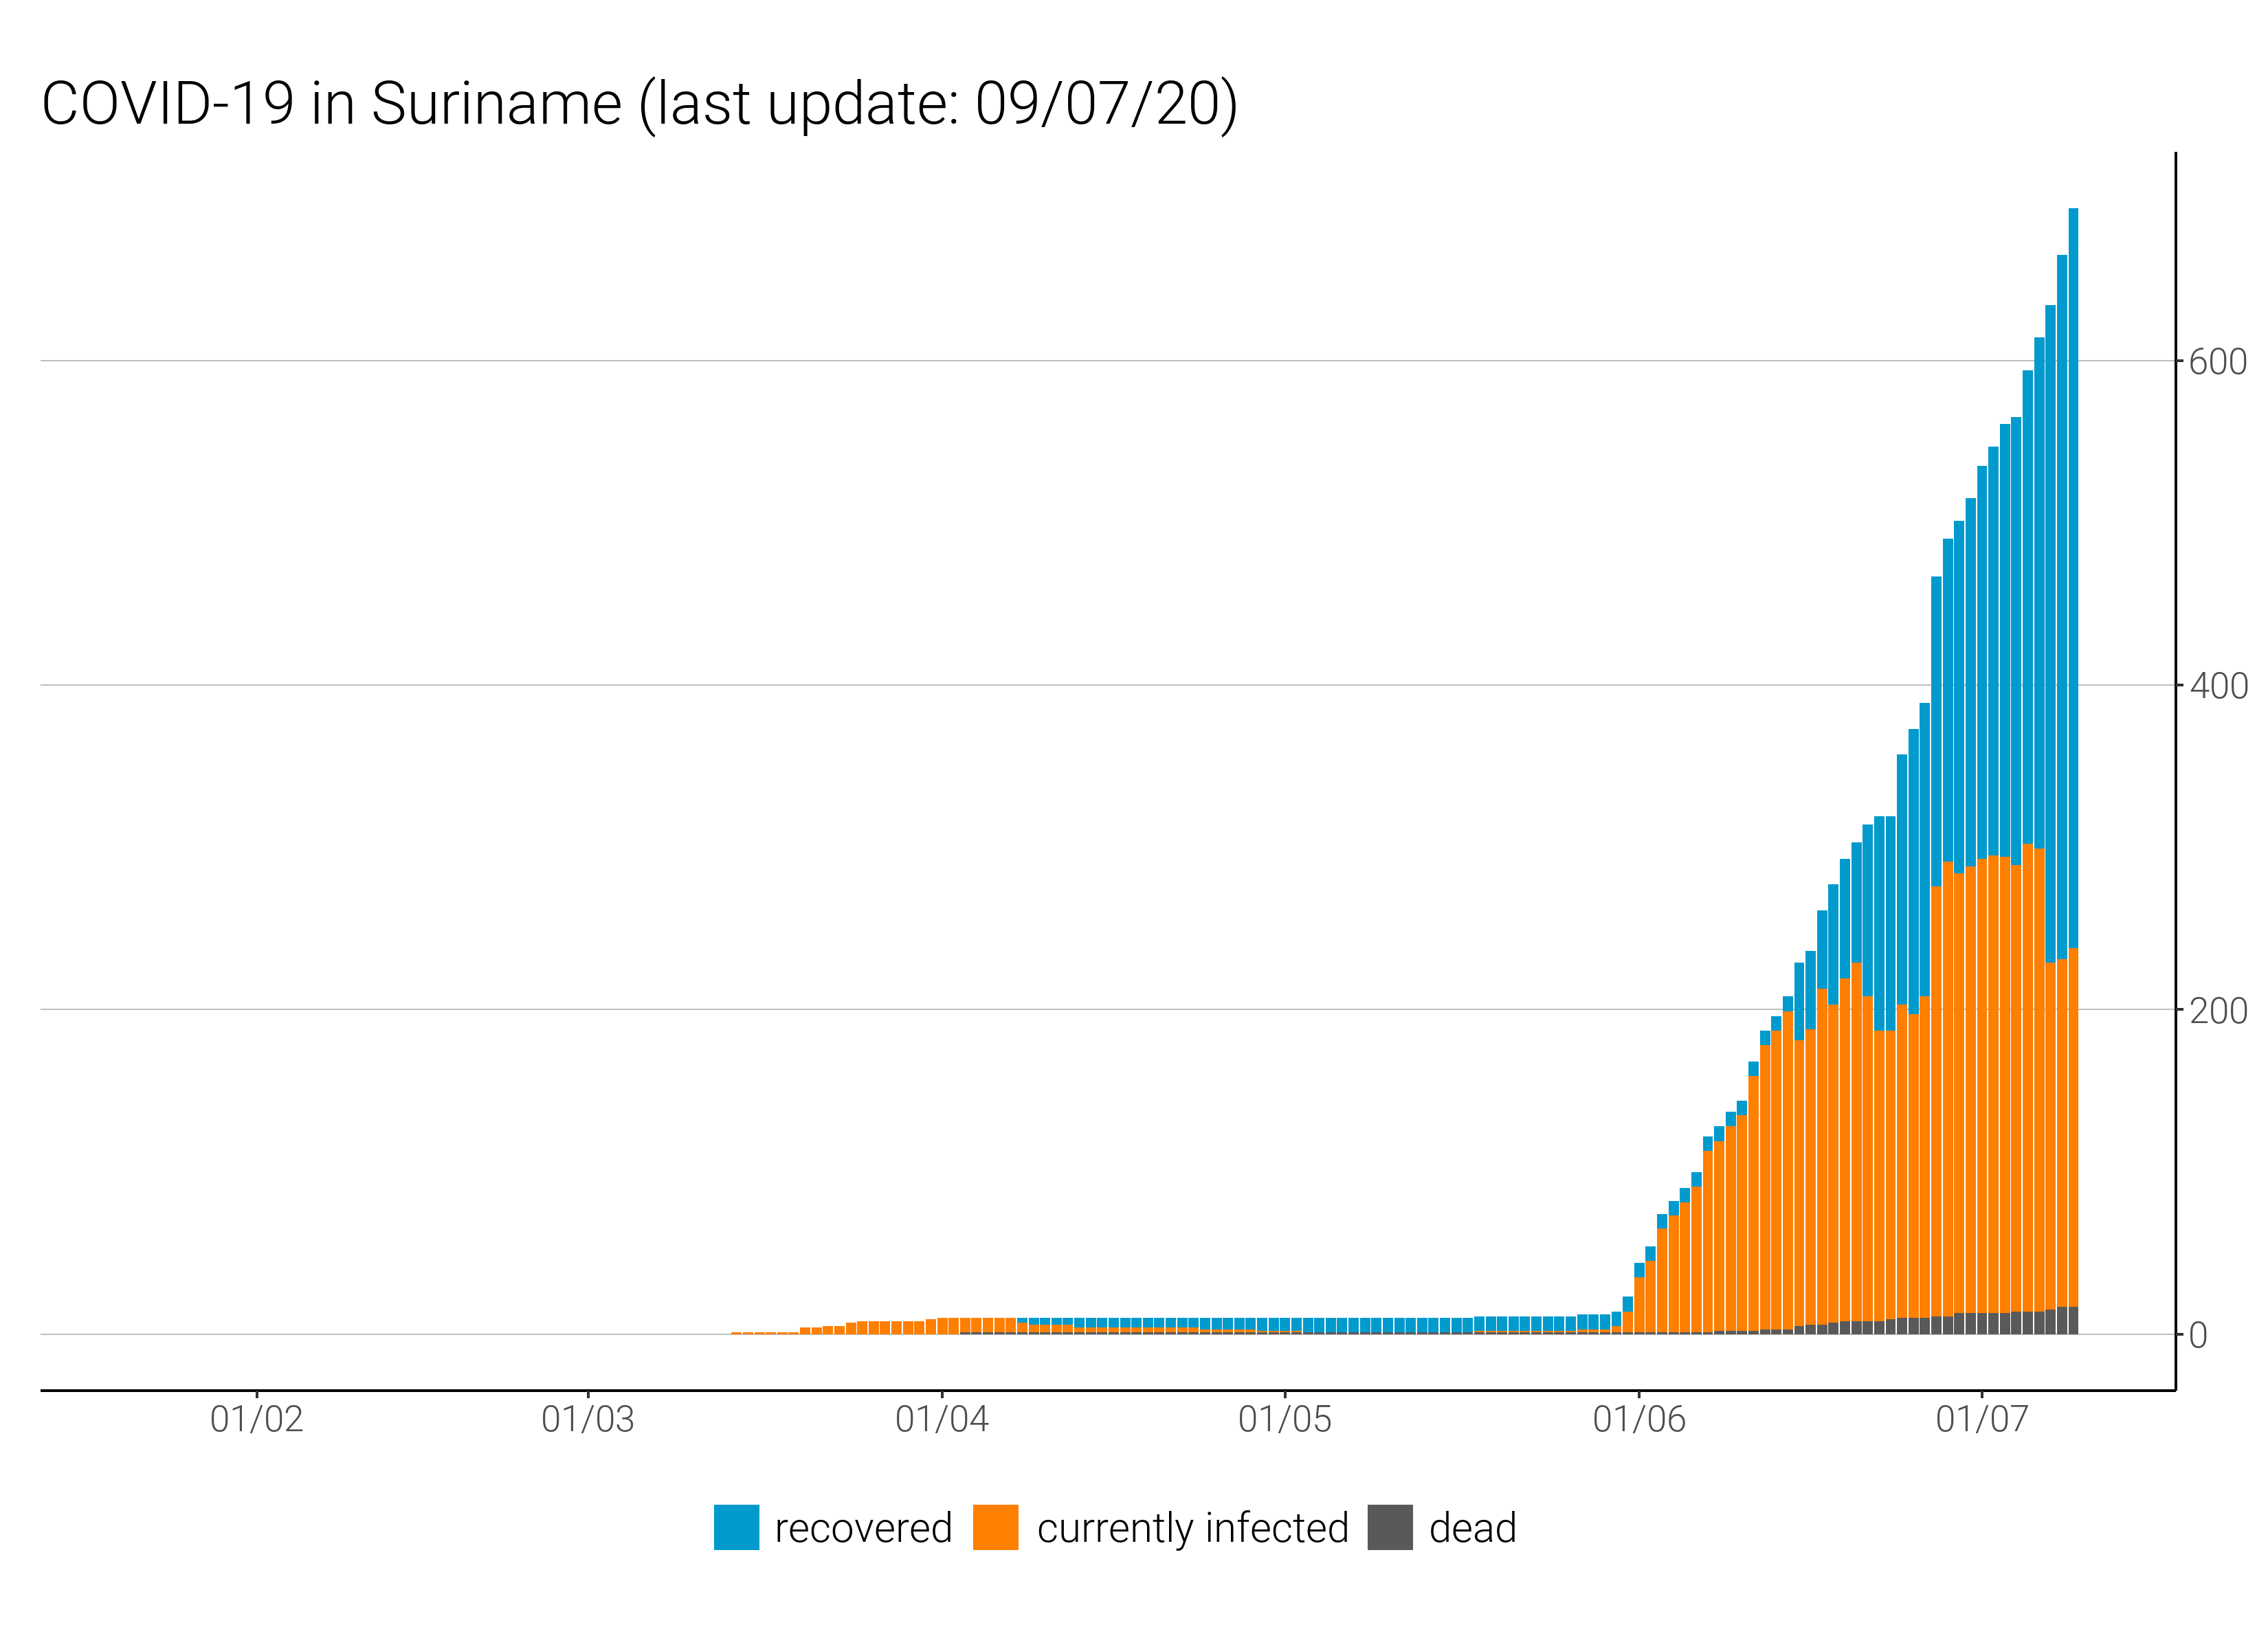 COVID-19 in Suriname (last update: 09/07/20)
600
400
200
0
01/02 01/03 01/04 01/05 01/06 01/07
recovered currently infected dead